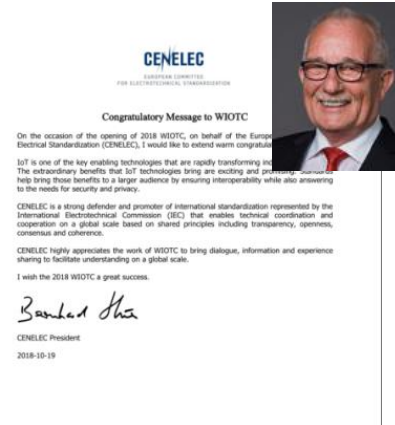 CENELEC
EUROPEAN COMMITTEE
FOR ELECTROTECHNICAL STANDARDIZATION
Congratulatory Message to WIOTC
On the occasion of the opening of 2018 WIOTC, on behalf of the Europe
Electrical Standardization (CENELEC), I would like to extend warm congratula
IoT is one of the key enabling technologies that are rapidly transforming ind
The extraordinary benefits that IoT technologies bring are exciting and
help bring those benefits to a larger audience by ensuring interoperability while also answering
to the needs for security and privacy.
CENELEC is a strong defender and promoter of international standardization represented by the
International Electrotechnical Commission (IEC) that enables technical coordination and
cooperation on a global scale based on shared principles including transparency, openness,
consensus and coherence.
CENELEC highly appreciates the work of WIOTC to bring dialogue, information and experience
sharing to facilitate understanding on a global scale.
I wish the 2018 WIOTC a great success.
Bernhard
CENELEC President
2018-10-19